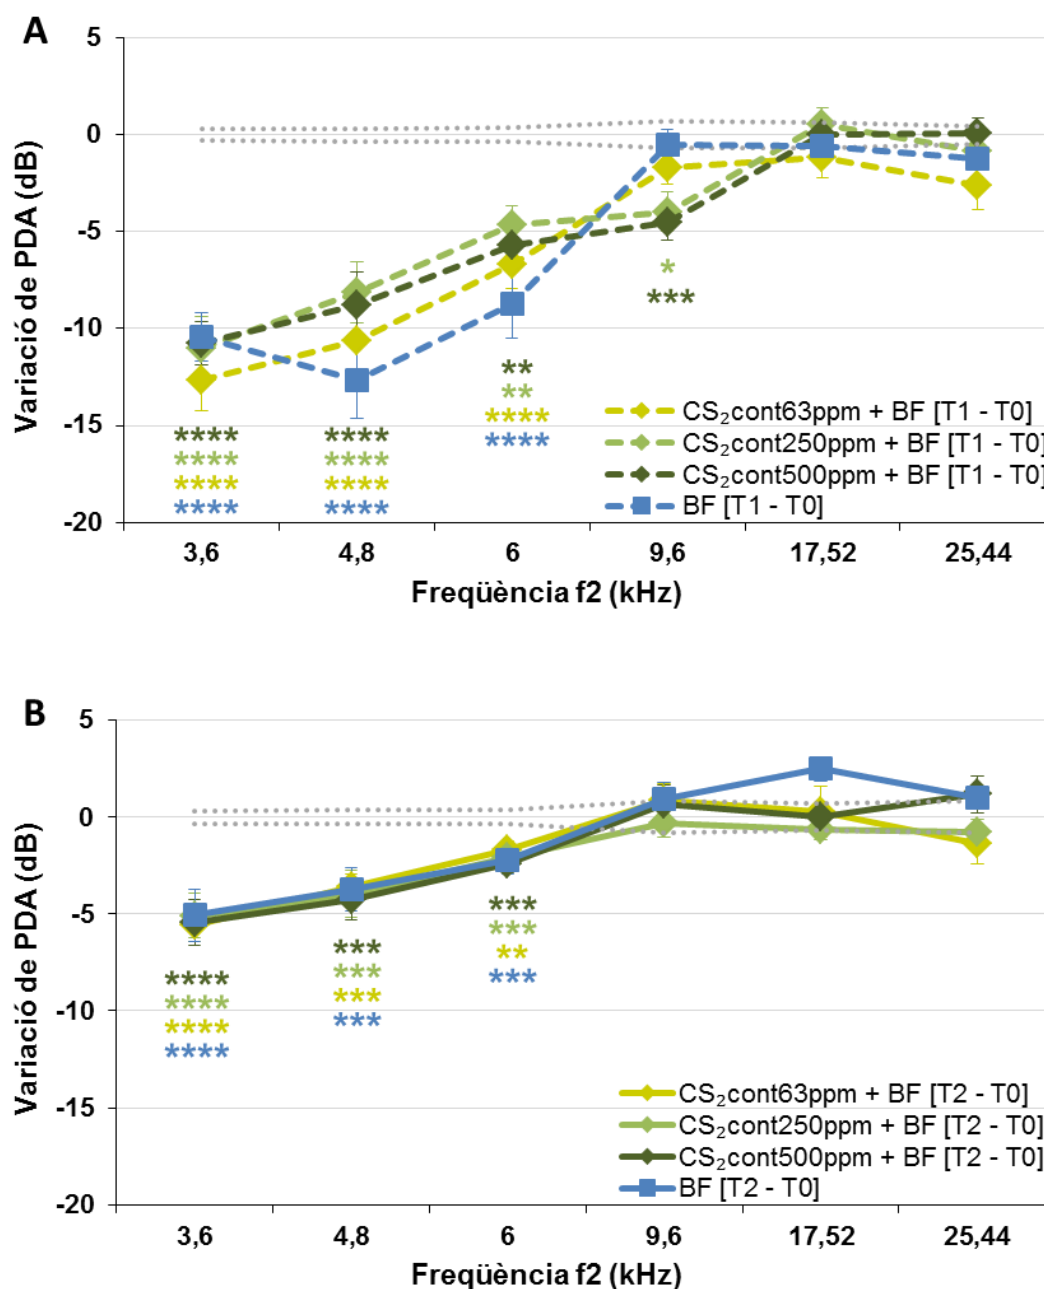 A
5
0
-5
-10
-15
-20
Variació de PDA (dB)
*
***
**
**
****
****
****
****
****
****
****
****
****
****
CS₂cont63ppm + BF [T1 - T0]
CS₂cont250ppm + BF [T1 - T0]
CS₂cont500ppm + BF [T1 - T0]
BF [T1 - T0]
3,6 4,8 6 9,6 17,52 25,44
Freqüència f2 (kHz)
B
5
0
-5
-10
-15
-20
Variació de PDA (dB)
****
****
****
****
***
***
***
***
***
***
**
***
CS₂cont63ppm + BF [T2 - T0]
CS₂cont250ppm + BF [T2 - T0]
CS₂cont500ppm + BF [T2 - T0]
BF [T2 - T0]
3,6 4,8 6 9,6 17,52 25,44
Freqüència f2 (kHz)